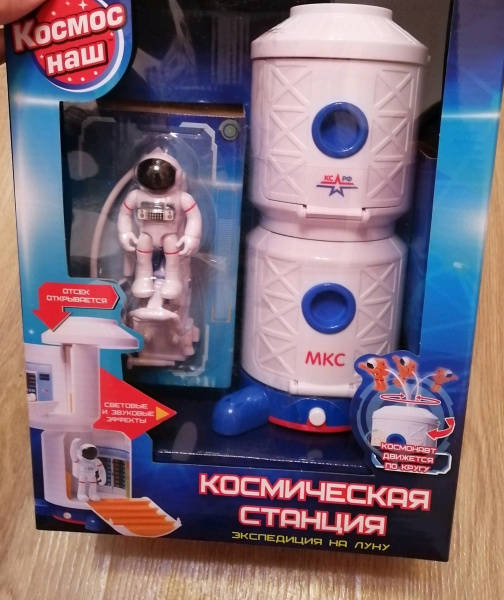 Космос
наш
КС РФ
МКС
ОТСЕК
ОТКРЫВАЕТСЯ
СВЕТОВЫЕ
И ЗВУКОВЫЕ
ЭФФЕКТЫ
КОСМОНАВТ
ДВИЖЕТСЯ
ПО КРУГУ
КОСМИЧЕСКАЯ
СТАНЦИЯ
ЭКСПЕДИЦИЯ НА ЛУНУ